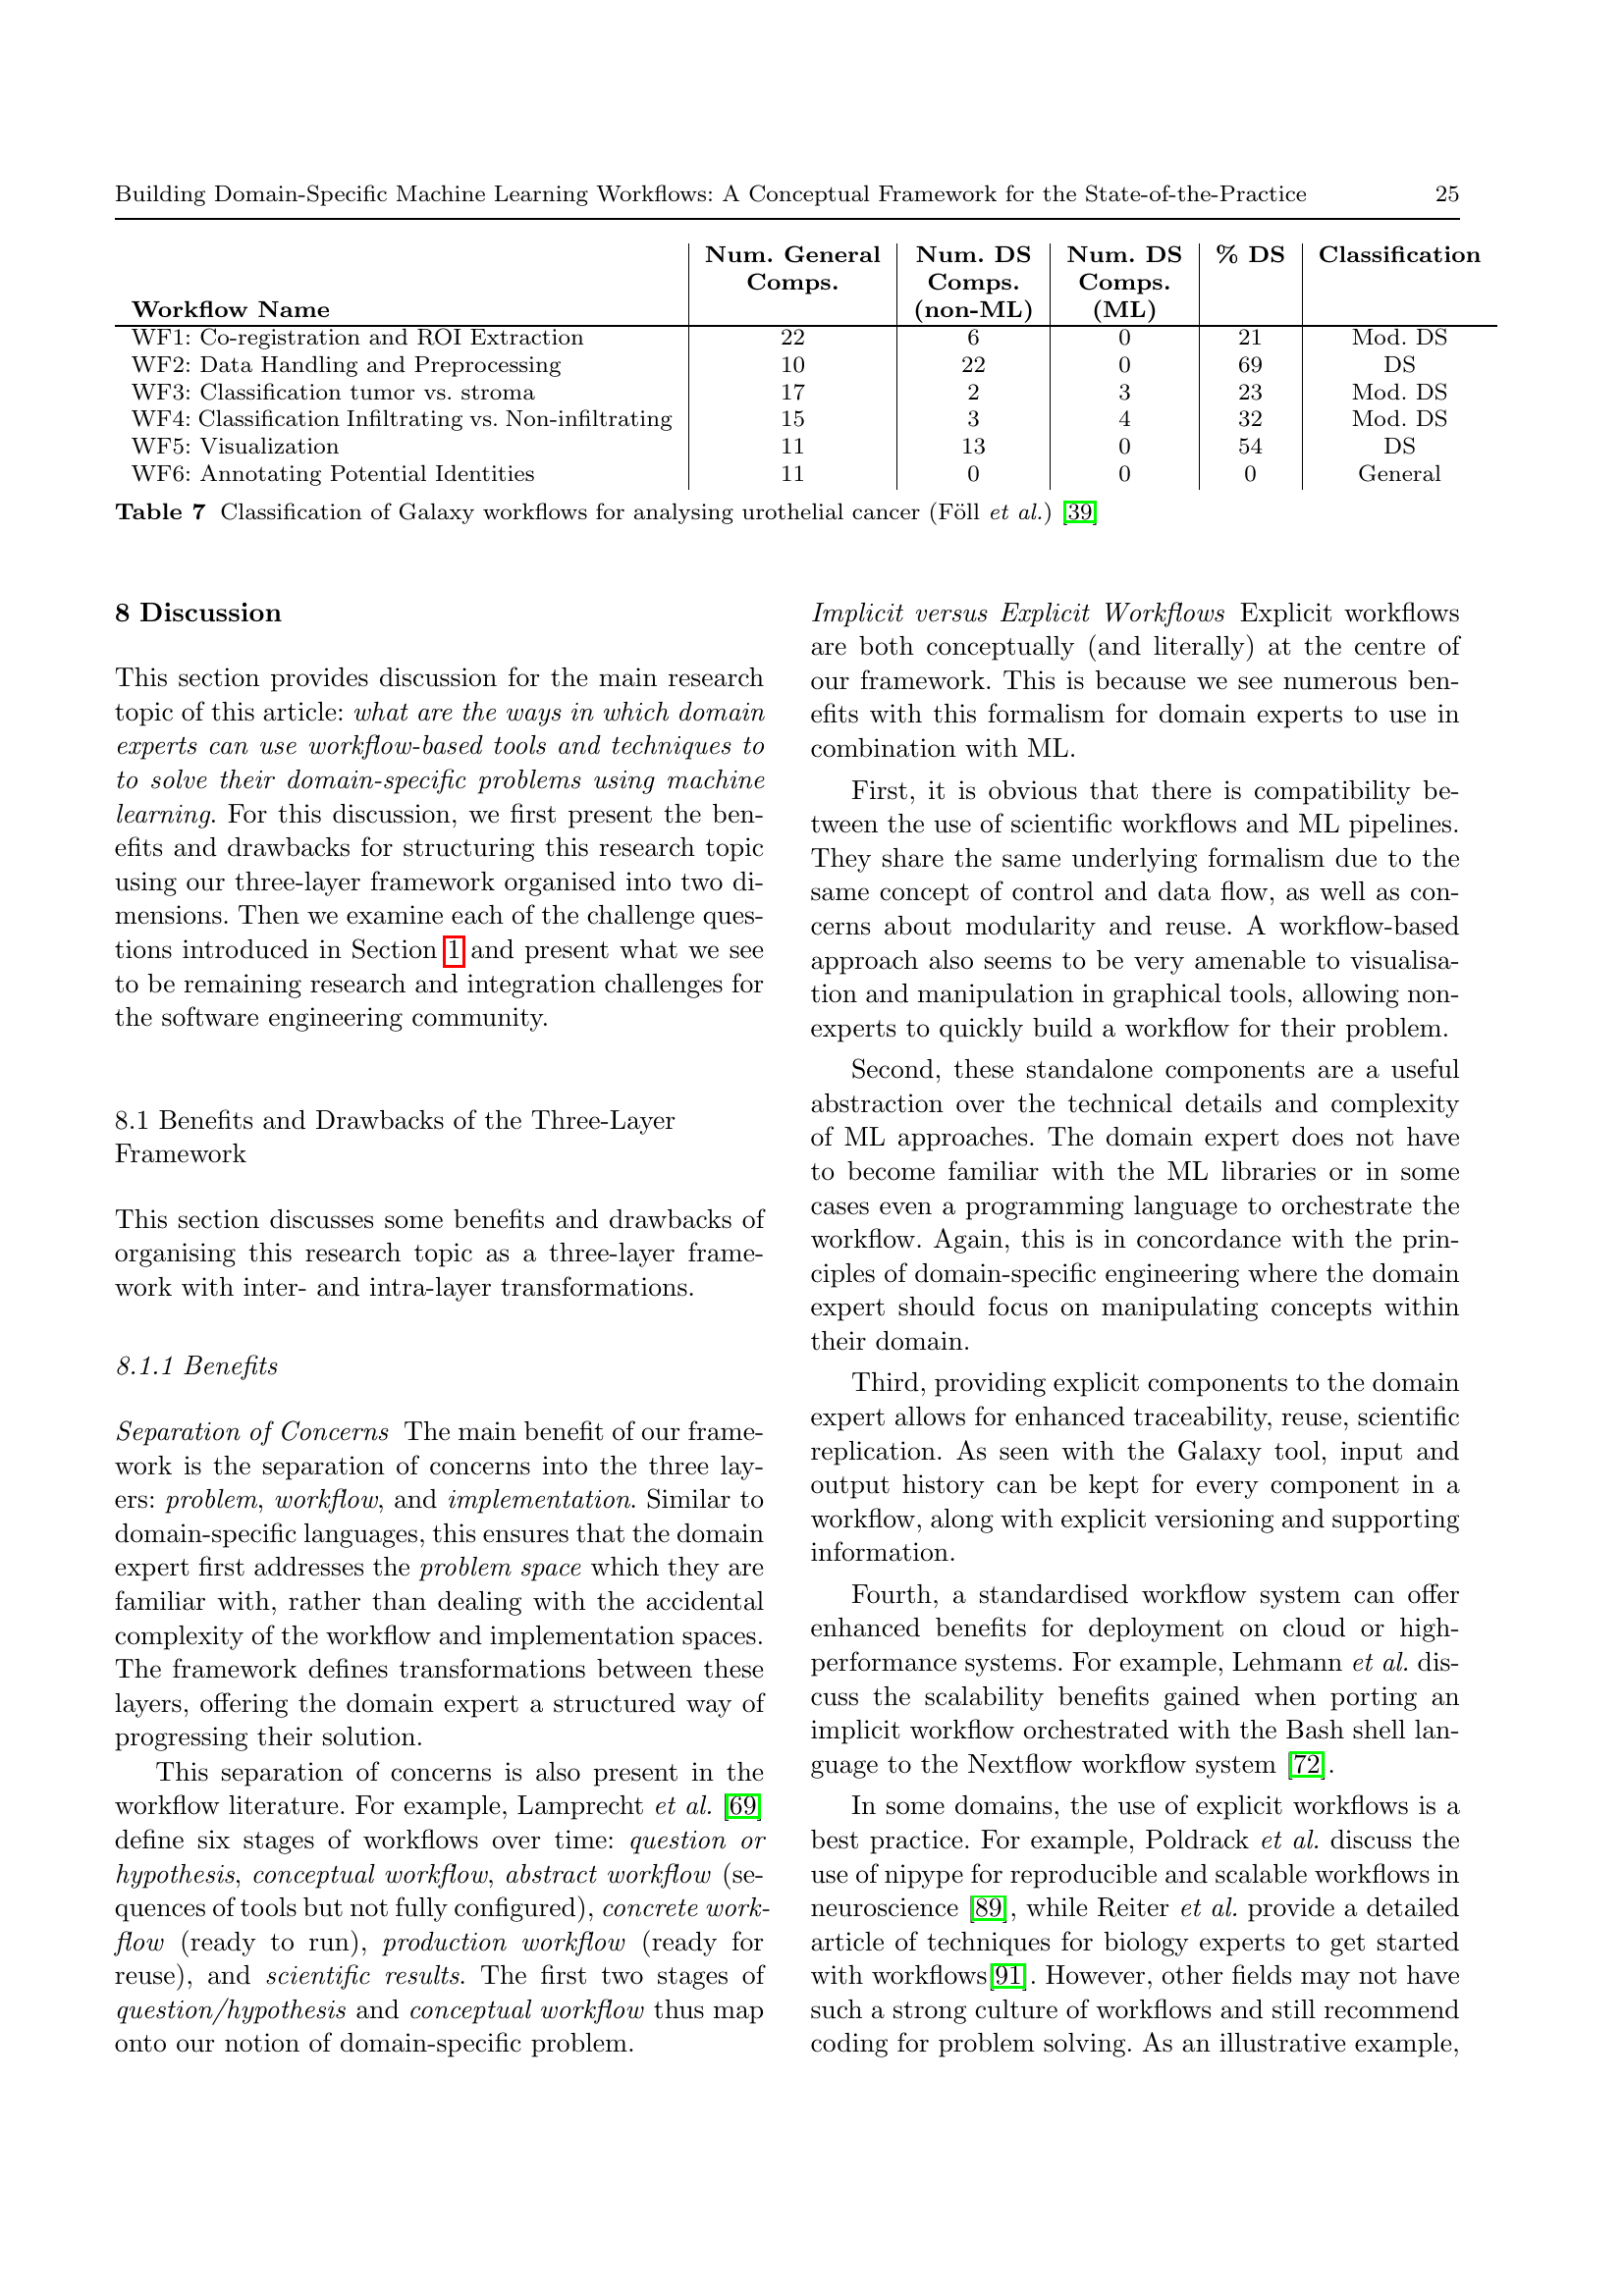 Building Domain-Specific Machine Learning Workflows: A Conceptual Framework for the State-of-the-Practice 25
Workflow Name | Num. General Comps. | Num. DS Comps. (non-ML) | Num. DS Comps. (ML) | % DS | Classification
WF1: Co-registration and ROI Extraction 22 6 0 21 Mod. DS
WF2: Data Handling and Preprocessing 10 22 0 69 DS
WF3: Classification tumor vs. stroma 17 2 3 23 Mod. DS
WF4: Classification Infiltrating vs. Non-infiltrating 15 3 4 32 Mod. DS
WF5: Visualization 11 13 0 54 DS
WF6: Annotating Potential Identities 11 0 0 0 General
Table 7 Classification of Galaxy workflows for analysing urothelial cancer (Föll et al.) [39]
8 Discussion
This section provides discussion for the main research
topic of this article: what are the ways in which domain
experts can use workflow-based tools and techniques to
to solve their domain-specific problems using machine
learning. For this discussion, we first present the ben-
efits and drawbacks for structuring this research topic
using our three-layer framework organised into two di-
mensions. Then we examine each of the challenge ques-
tions introduced in Section 1 and present what we see
to be remaining research and integration challenges for
the software engineering community.
8.1 Benefits and Drawbacks of the Three-Layer
Framework
This section discusses some benefits and drawbacks of
organising this research topic as a three-layer frame-
work with inter- and intra-layer transformations.
8.1.1 Benefits
Separation of Concerns The main benefit of our frame-
work is the separation of concerns into the three lay-
ers: problem, workflow, and implementation. Similar to
domain-specific languages, this ensures that the domain
expert first addresses the problem space which they are
familiar with, rather than dealing with the accidental
complexity of the workflow and implementation spaces.
The framework defines transformations between these
layers, offering the domain expert a structured way of
progressing their solution.
This separation of concerns is also present in the
workflow literature. For example, Lamprecht et al. [69]
define six stages of workflows over time: question or
hypothesis, conceptual workflow, abstract workflow (se-
quences of tools but not fully configured), concrete work-
flow (ready to run), production workflow (ready for
reuse), and scientific results. The first two stages of
question/hypothesis and conceptual workflow thus map
onto our notion of domain-specific problem.
Implicit versus Explicit Workflows Explicit workflows
are both conceptually (and literally) at the centre of
our framework. This is because we see numerous ben-
efits with this formalism for domain experts to use in
combination with ML.
First, it is obvious that there is compatibility be-
tween the use of scientific workflows and ML pipelines.
They share the same underlying formalism due to the
same concept of control and data flow, as well as con-
cerns about modularity and reuse. A workflow-based
approach also seems to be very amenable to visualisa-
tion and manipulation in graphical tools, allowing non-
experts to quickly build a workflow for their problem.
Second, these standalone components are a useful
abstraction over the technical details and complexity
of ML approaches. The domain expert does not have
to become familiar with the ML libraries or in some
cases even a programming language to orchestrate the
workflow. Again, this is in concordance with the prin-
ciples of domain-specific engineering where the domain
expert should focus on manipulating concepts within
their domain.
Third, providing explicit components to the domain
expert allows for enhanced traceability, reuse, scientific
replication. As seen with the Galaxy tool, input and
output history can be kept for every component in a
workflow, along with explicit versioning and supporting
information.
Fourth, a standardised workflow system can offer
enhanced benefits for deployment on cloud or high-
performance systems. For example, Lehmann et al. dis-
cuss the scalability benefits gained when porting an
implicit workflow orchestrated with the Bash shell lan-
guage to the Nextflow workflow system [72].
In some domains, the use of explicit workflows is a
best practice. For example, Poldrack et al. discuss the
use of nipype for reproducible and scalable workflows in
neuroscience [89], while Reiter et al. provide a detailed
article of techniques for biology experts to get started
with workflows[91]. However, other fields may not have
such a strong culture of workflows and still recommend
coding for problem solving. As an illustrative example,